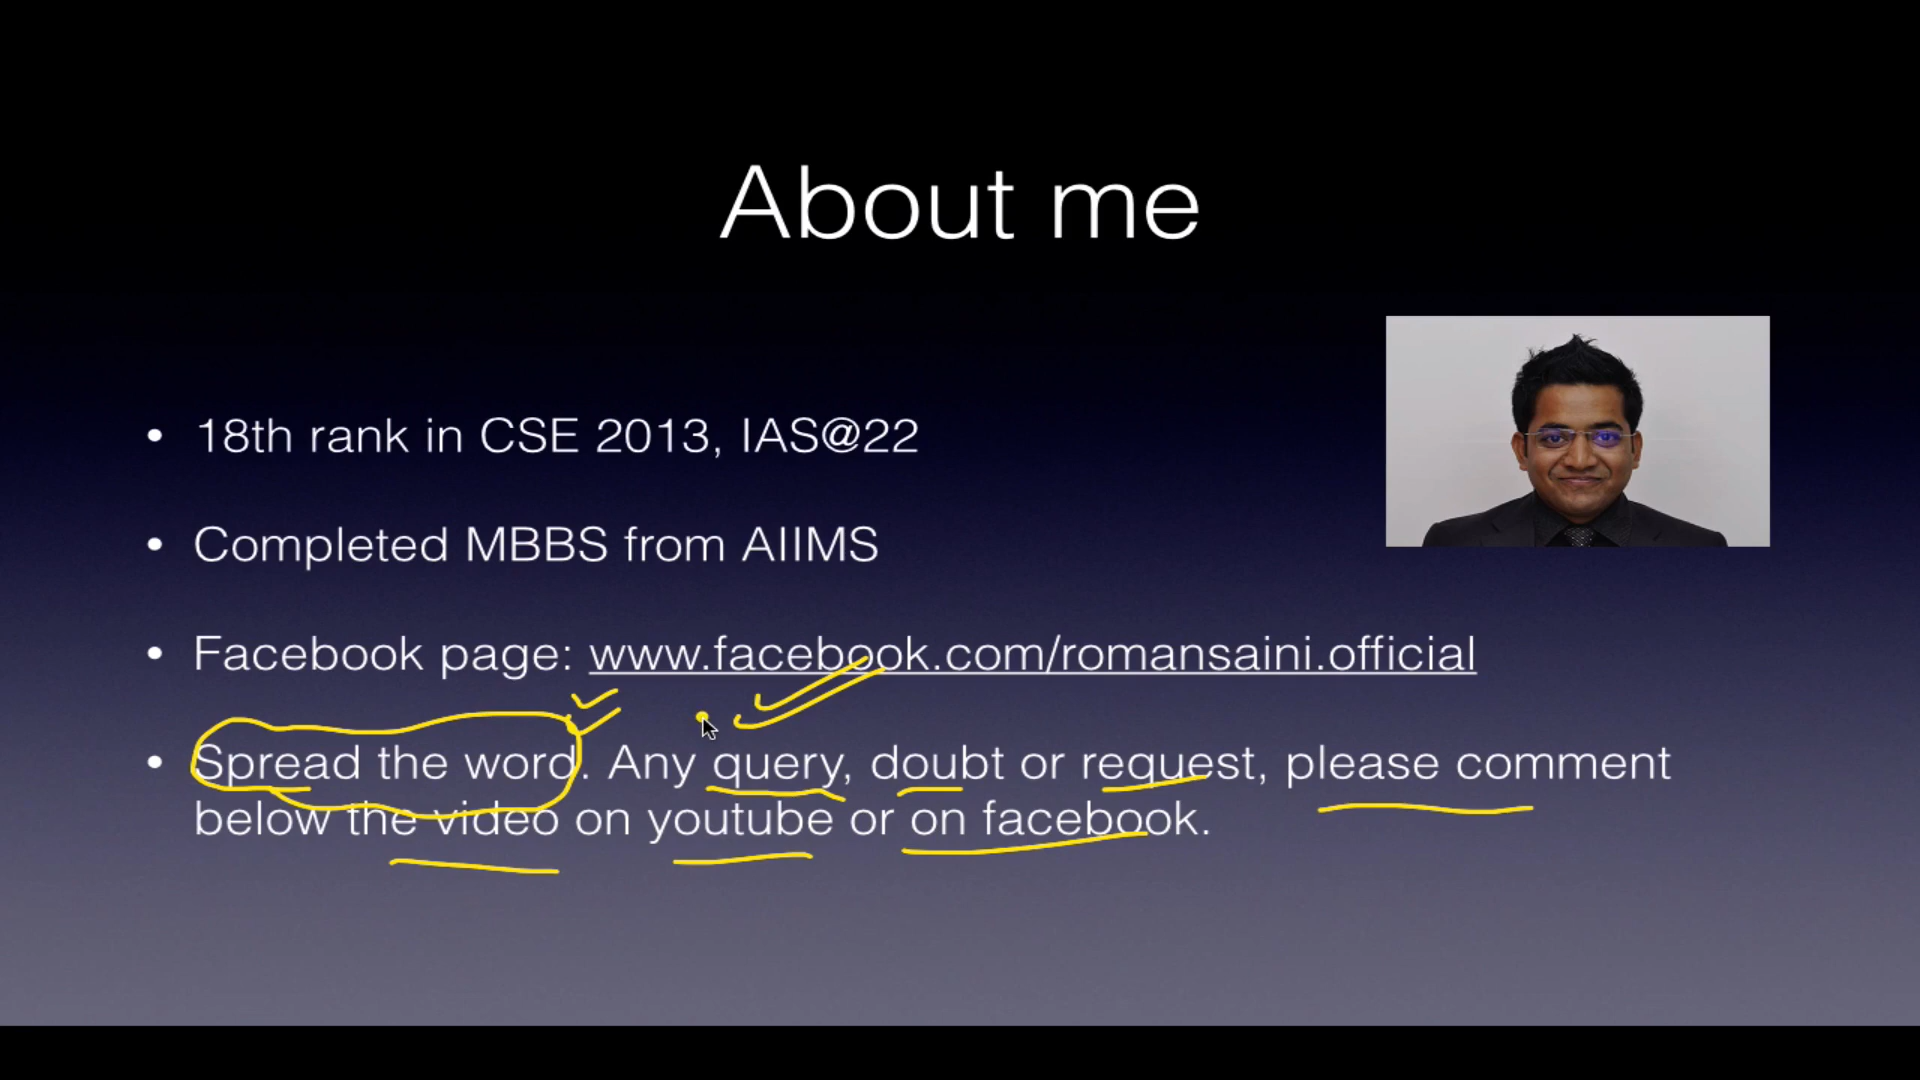 About me
• 18th rank in CSE 2013, IAS@22
• Completed MBBS from AIIMS
• Facebook page: www.facebook.com/romansaini.official
• Spread the word. Any query, doubt or request, please comment
below the video on youtube or on facebook.